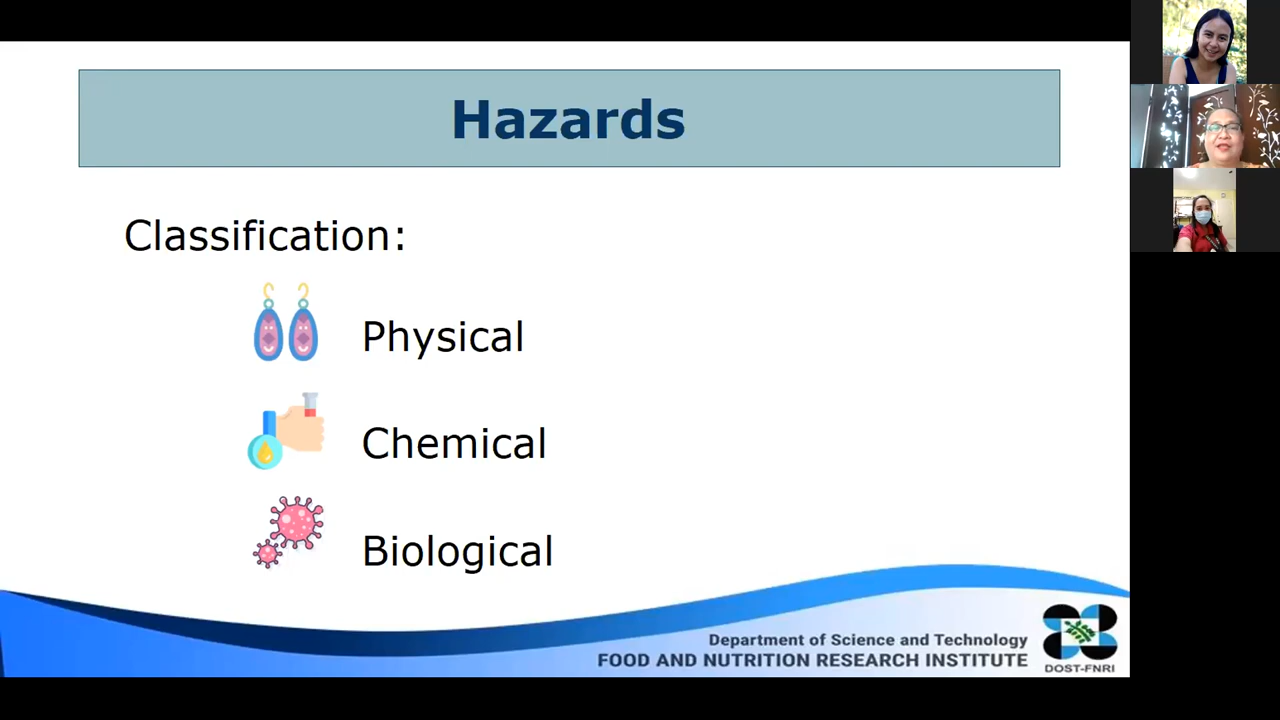 Hazards
Classification:
Physical
Chemical
Biological
Department of Science and Technology
FOOD AND NUTRITION RESEARCH INSTITUTE
DOST-FNRI